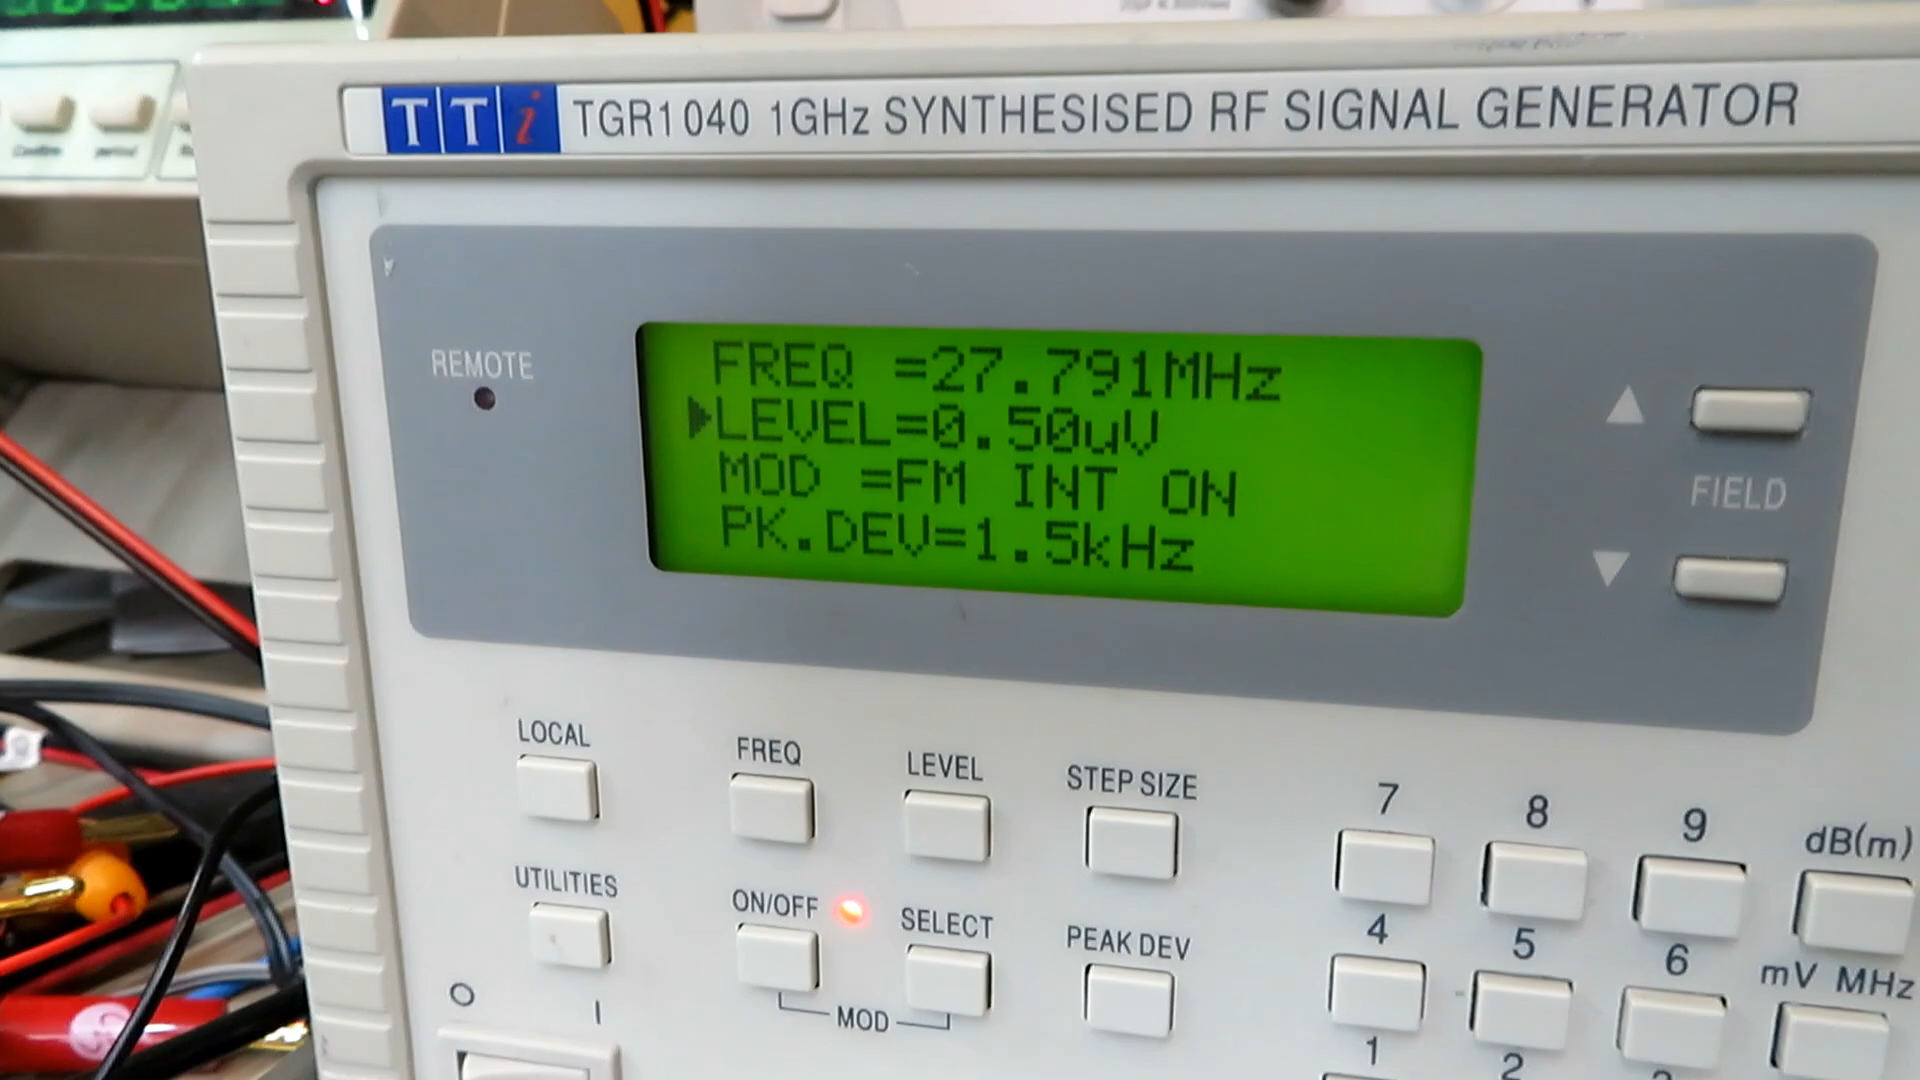 TTi TGR1040 1GHz SYNTHESISED RF SIGNAL GENERATOR
REMOTE
FREQ =27.791MHz
▶LEVEL=0.50uV
MOD =FM INT ON
PK.DEV=1.5kHz
▲
FIELD
▼
LOCAL
FREQ
LEVEL
STEP SIZE
7
8
9
dB(m)
UTILITIES
ON/OFF
SELECT
PEAK DEV
4
5
6
mV MHz
MOD
O
I
1
2